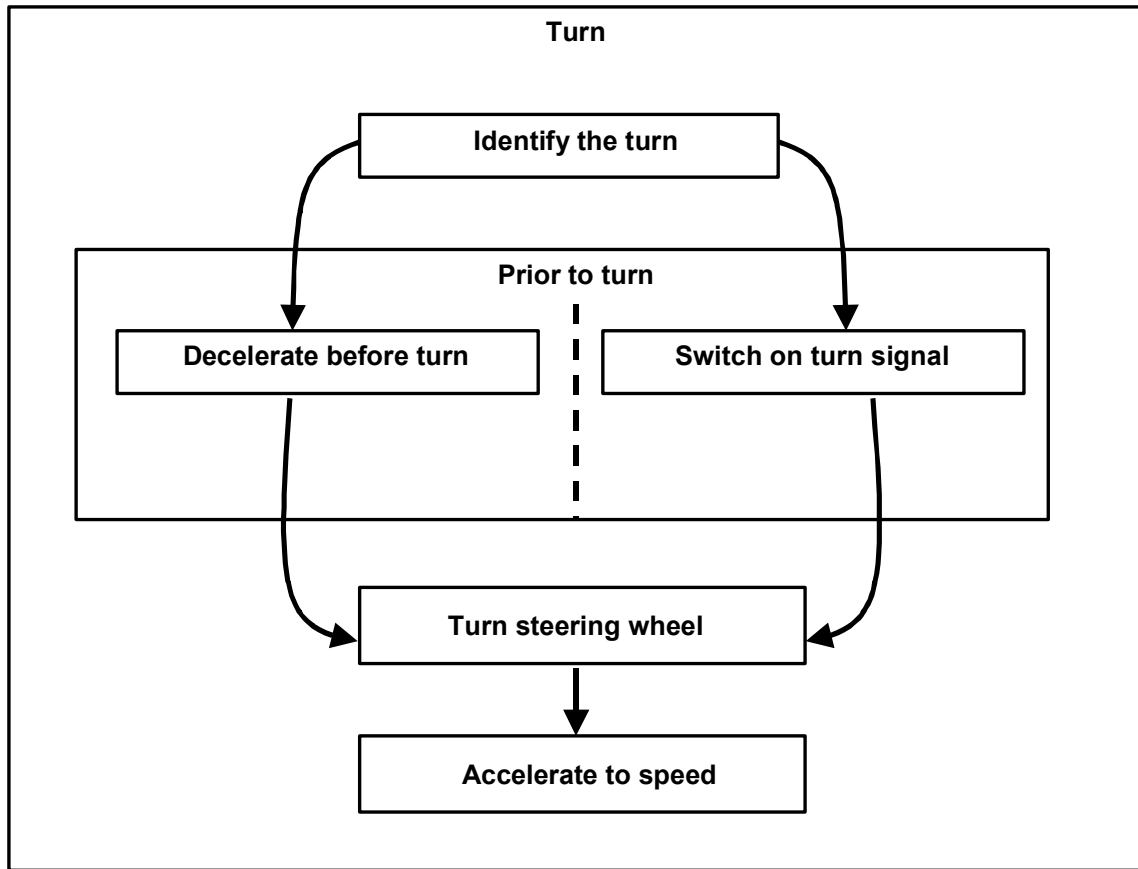 Turn
Identify the turn
Prior to turn
Decelerate before turn
Switch on turn signal
Turn steering wheel
Accelerate to speed